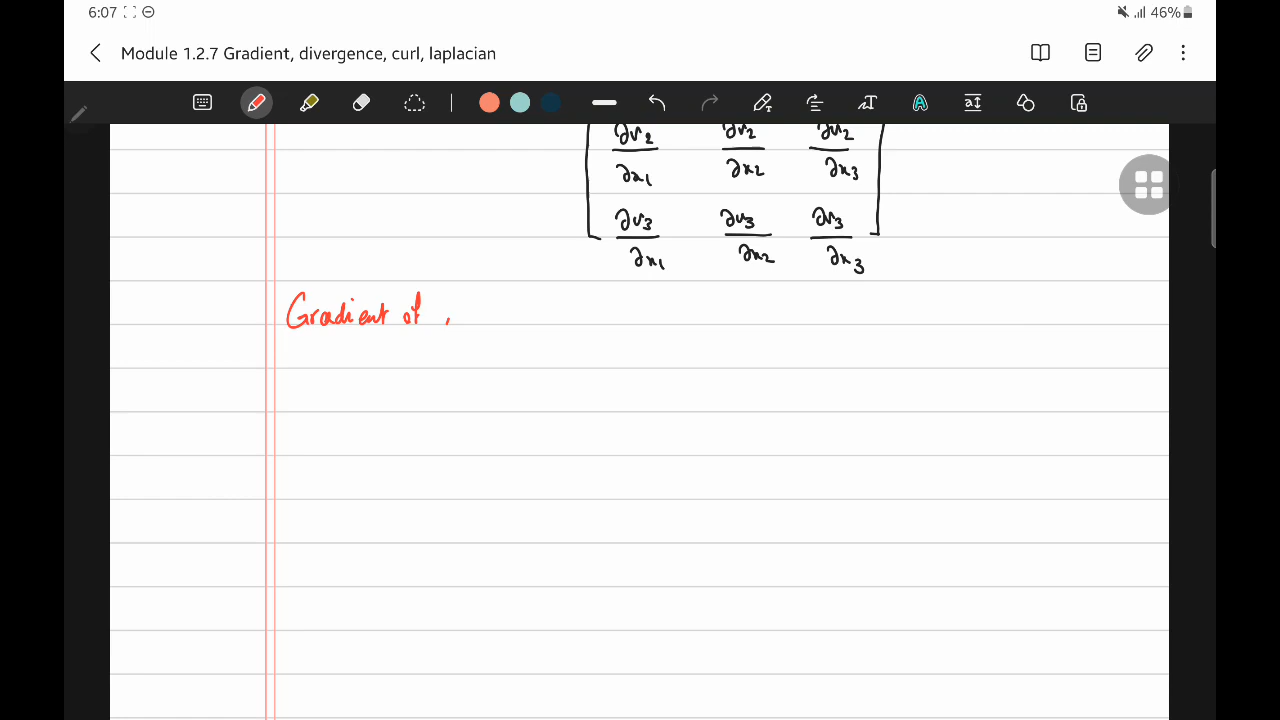 6:07 46%
Module 1.2.7 Gradient, divergence, curl, laplacian
∂v2 ∂v2 ∂v2
∂x1 ∂x2 ∂x3
∂v3 ∂v3 ∂v3
∂x1 ∂x2 ∂x3
Gradient of